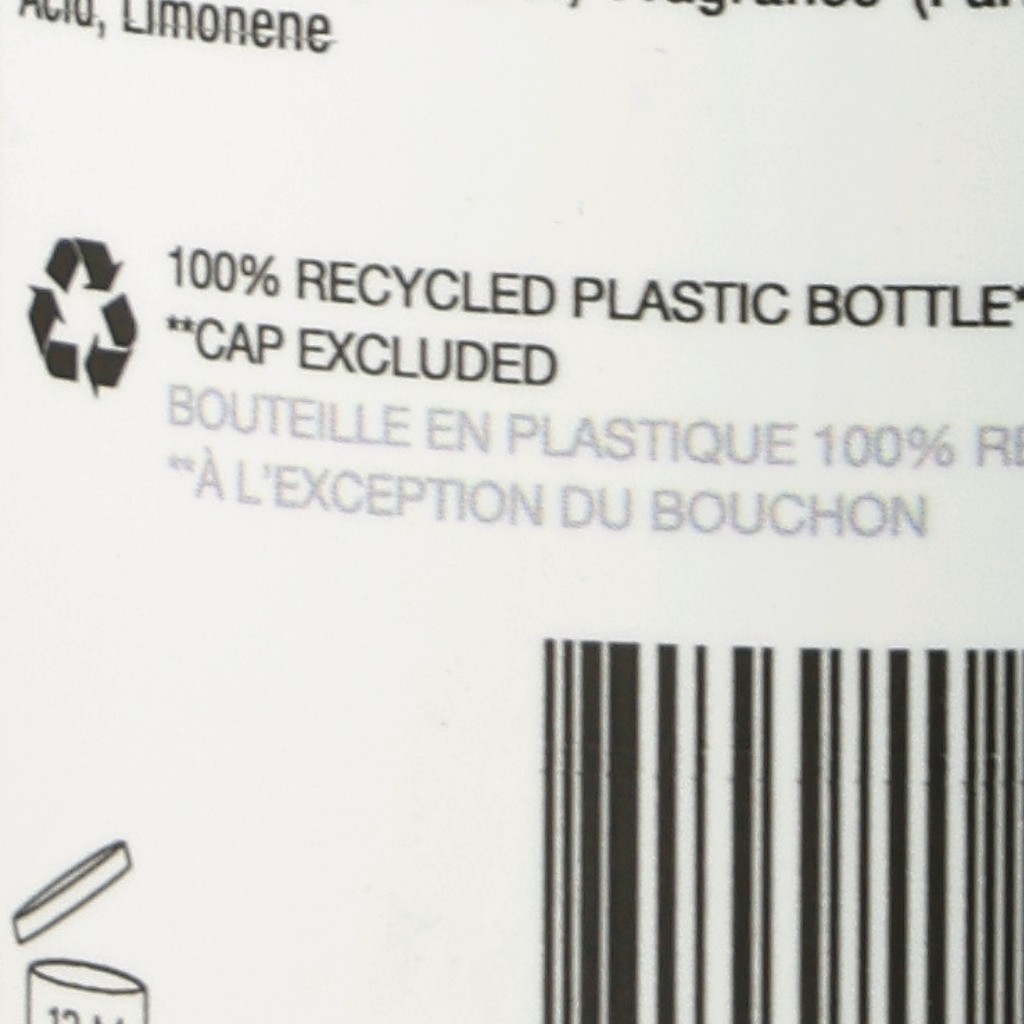 Acid, Limonene
100% RECYCLED PLASTIC BOTTLE*
**CAP EXCLUDED
BOUTEILLE EN PLASTIQUE 100%
**À L'EXCEPTION DU BOUCHON